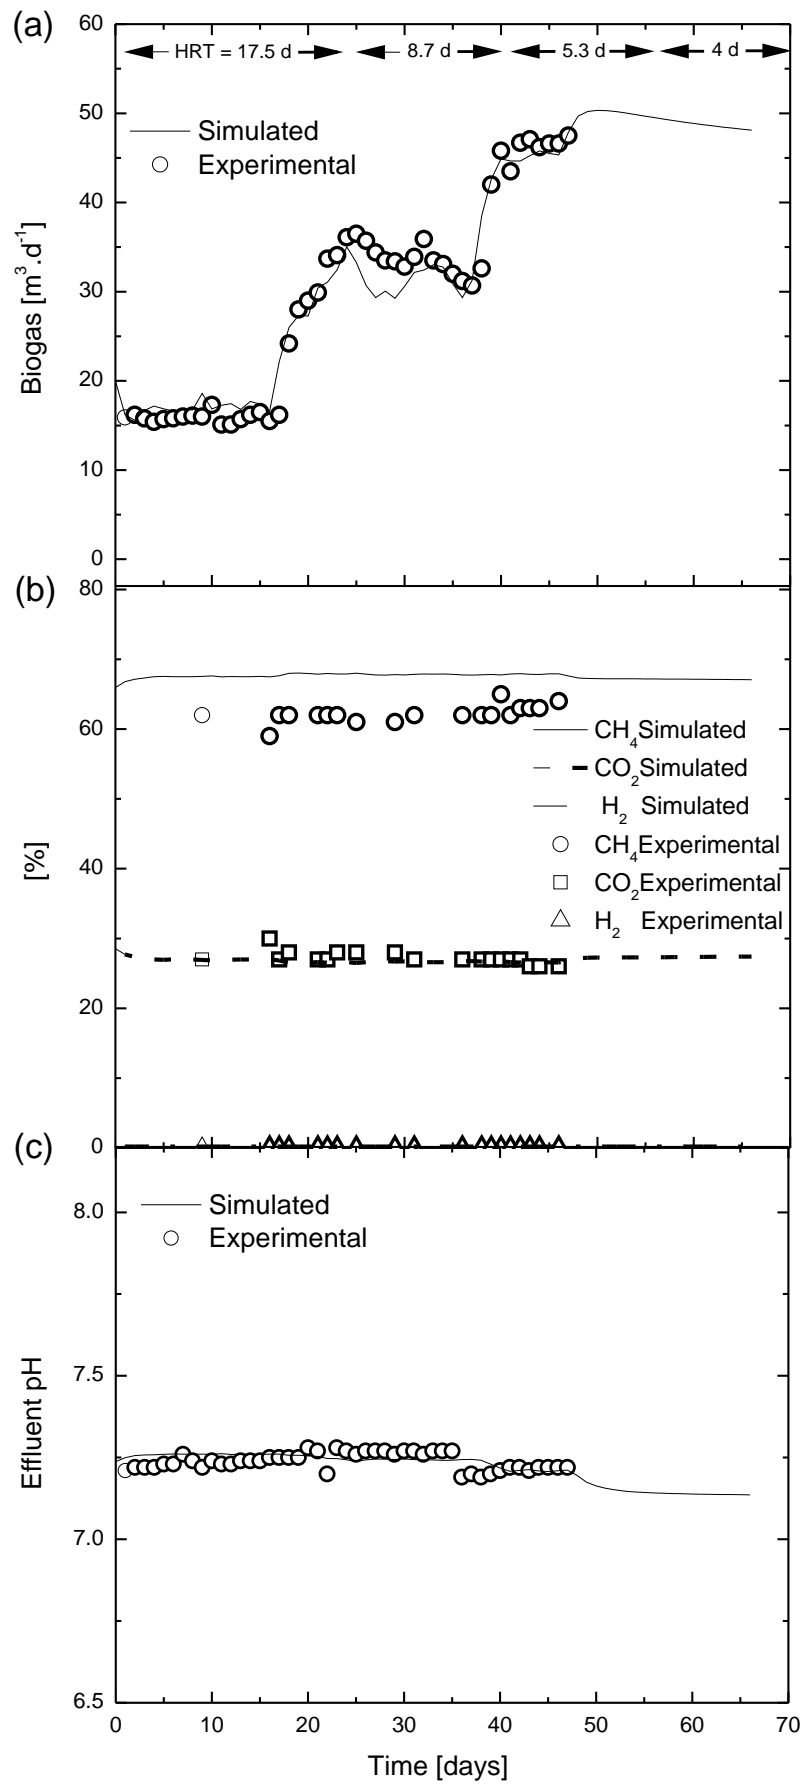 (a)
60
HRT = 17.5 d 8.7 d 5.3 d 4 d
50
Simulated
Experimental
40
30
20
10
0
Biogas [m³.d⁻¹]
(b)
80
60
40
20
0
[%]
CH₄Simulated
CO₂Simulated
H₂ Simulated
CH₄Experimental
CO₂Experimental
H₂ Experimental
(c)
Simulated
Experimental
8.0
7.5
7.0
6.5
Effluent pH
0 10 20 30 40 50 60 70
Time [days]